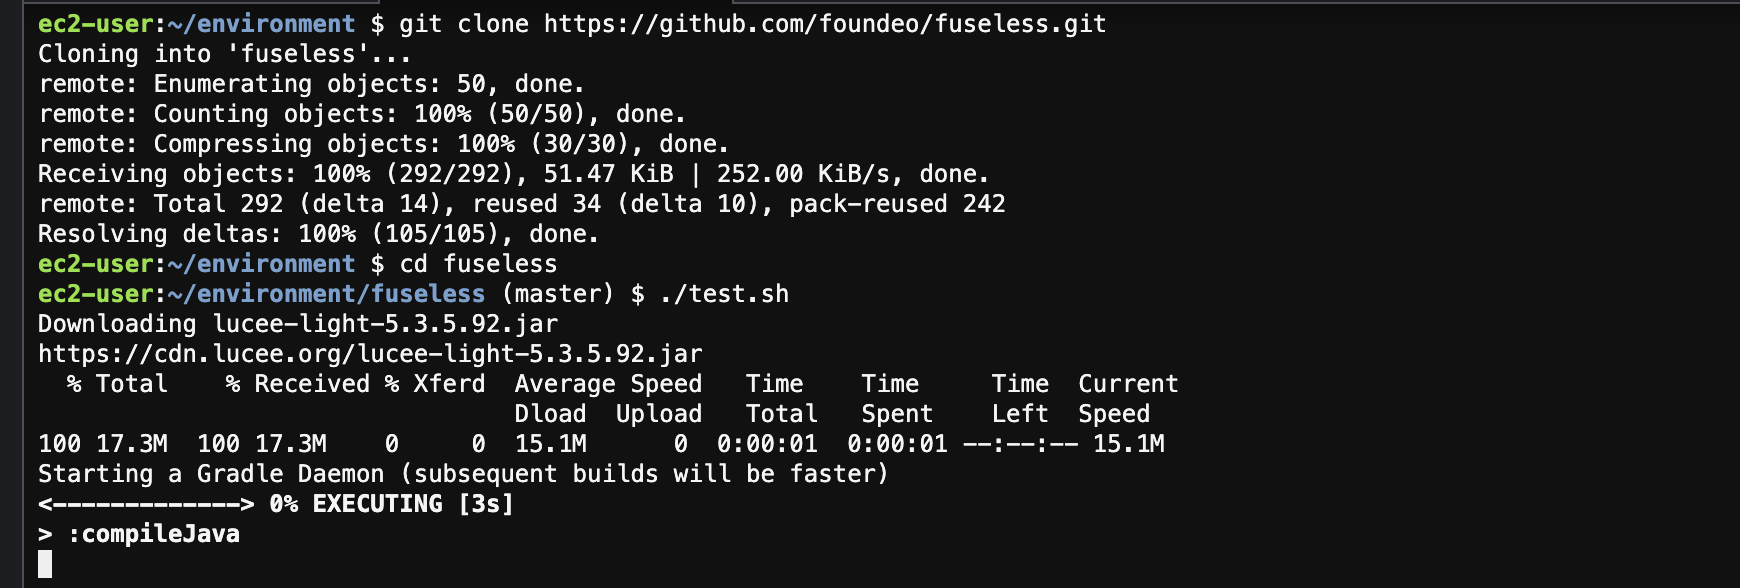 ec2-user:~/environment $ git clone https://github.com/foundeo/fuseless.git
Cloning into 'fuseless'...
remote: Enumerating objects: 50, done.
remote: Counting objects: 100% (50/50), done.
remote: Compressing objects: 100% (30/30), done.
Receiving objects: 100% (292/292), 51.47 KiB | 252.00 KiB/s, done.
remote: Total 292 (delta 14), reused 34 (delta 10), pack-reused 242
Resolving deltas: 100% (105/105), done.
ec2-user:~/environment $ cd fuseless
ec2-user:~/environment/fuseless (master) $ ./test.sh
Downloading lucee-light-5.3.5.92.jar
https://cdn.lucee.org/lucee-light-5.3.5.92.jar
  % Total    % Received % Xferd  Average Speed   Time    Time     Time  Current
                                 Dload  Upload   Total   Spent    Left  Speed
100 17.3M  100 17.3M    0     0  15.1M      0  0:00:01  0:00:01 --:--:-- 15.1M
Starting a Gradle Daemon (subsequent builds will be faster)
<-------------> 0% EXECUTING [3s]
> :compileJava